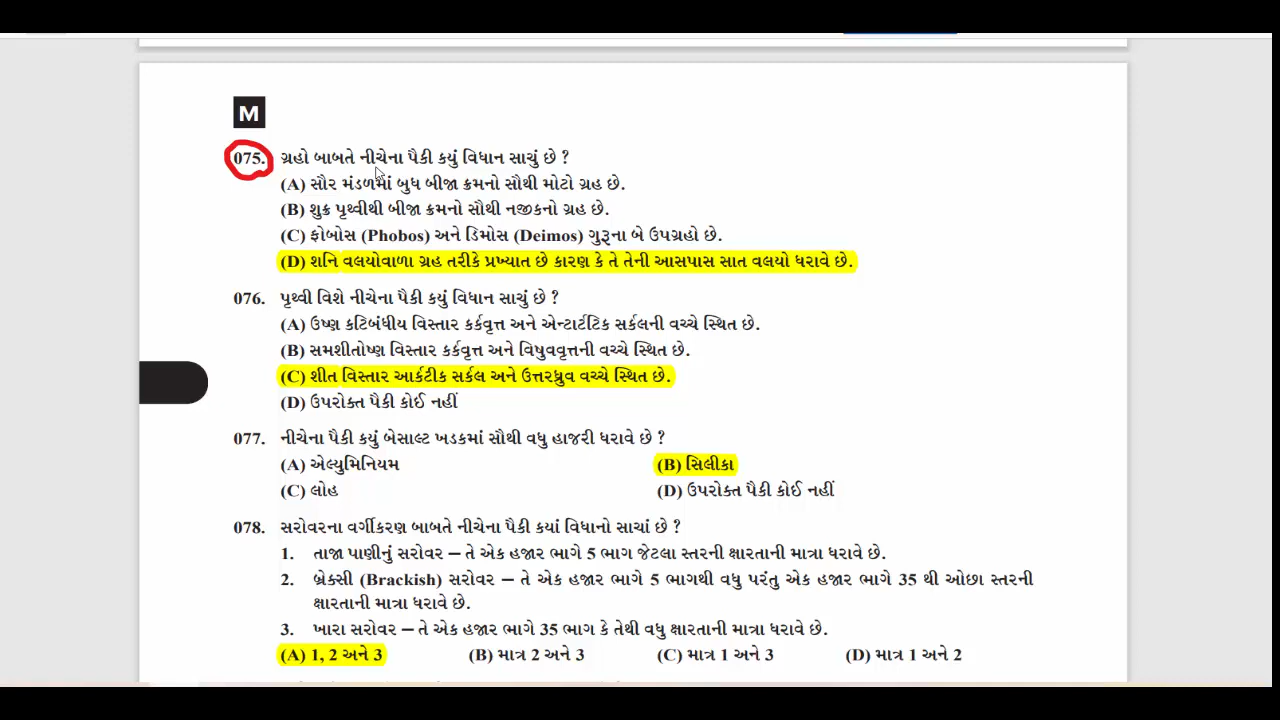 M
075. ગ્રહો બાબતે નીચેના પૈકી કયું વિધાન સાચું છે ?
(A) સૌર મંડળમાં બુધ બીજા ક્રમનો સૌથી મોટો ગ્રહ છે.
(B) શુક્ર પૃથ્વીથી બીજા ક્રમનો સૌથી નજીકનો ગ્રહ છે.
(C) ફોબોસ (Phobos) અને ડિમોસ (Deimos) ગુરૂના બે ઉપગ્રહો છે.
(D) શનિ વલયોવાળા ગ્રહ તરીકે પ્રખ્યાત છે કારણ કે તે તેની આસપાસ સાત વલયો ધરાવે છે.
076. પૃથ્વી વિશે નીચેના પૈકી કયું વિધાન સાચું છે ?
(A) ઉષ્ણ કટિબંધીય વિસ્તાર કર્કવૃત્ત અને એન્ટાર્ટટિક સર્કલની વચ્ચે સ્થિત છે.
(B) સમશીતોષ્ણ વિસ્તાર કર્કવૃત્ત અને વિષુવવૃત્તની વચ્ચે સ્થિત છે.
(C) શીત વિસ્તાર આર્કટીક સર્કલ અને ઉત્તરધ્રુવ વચ્ચે સ્થિત છે.
(D) ઉપરોક્ત પૈકી કોઈ નહીં
077. નીચેના પૈકી કયું બેસાલ્ટ ખડકમાં સૌથી વધુ હાજરી ધરાવે છે ?
(A) એલ્યુમિનિયમ (B) સિલીકા
(C) લોહ (D) ઉપરોક્ત પૈકી કોઈ નહીં
078. સરોવરના વર્ગીકરણ બાબતે નીચેના પૈકી કયાં વિધાનો સાચાં છે ?
1. તાજા પાણીનું સરોવર – તે એક હજાર ભાગે 5 ભાગ જેટલા સ્તરની ક્ષારતાની માત્રા ધરાવે છે.
2. બ્રેક્સી (Brackish) સરોવર – તે એક હજાર ભાગે 5 ભાગથી વધુ પરંતુ એક હજાર ભાગે 35 થી ઓછા સ્તરની
ક્ષારતાની માત્રા ધરાવે છે.
3. ખારા સરોવર – તે એક હજાર ભાગે 35 ભાગ કે તેથી વધુ ક્ષારતાની માત્રા ધરાવે છે.
(A) 1, 2 અને 3 (B) માત્ર 2 અને 3 (C) માત્ર 1 અને 3 (D) માત્ર 1 અને 2